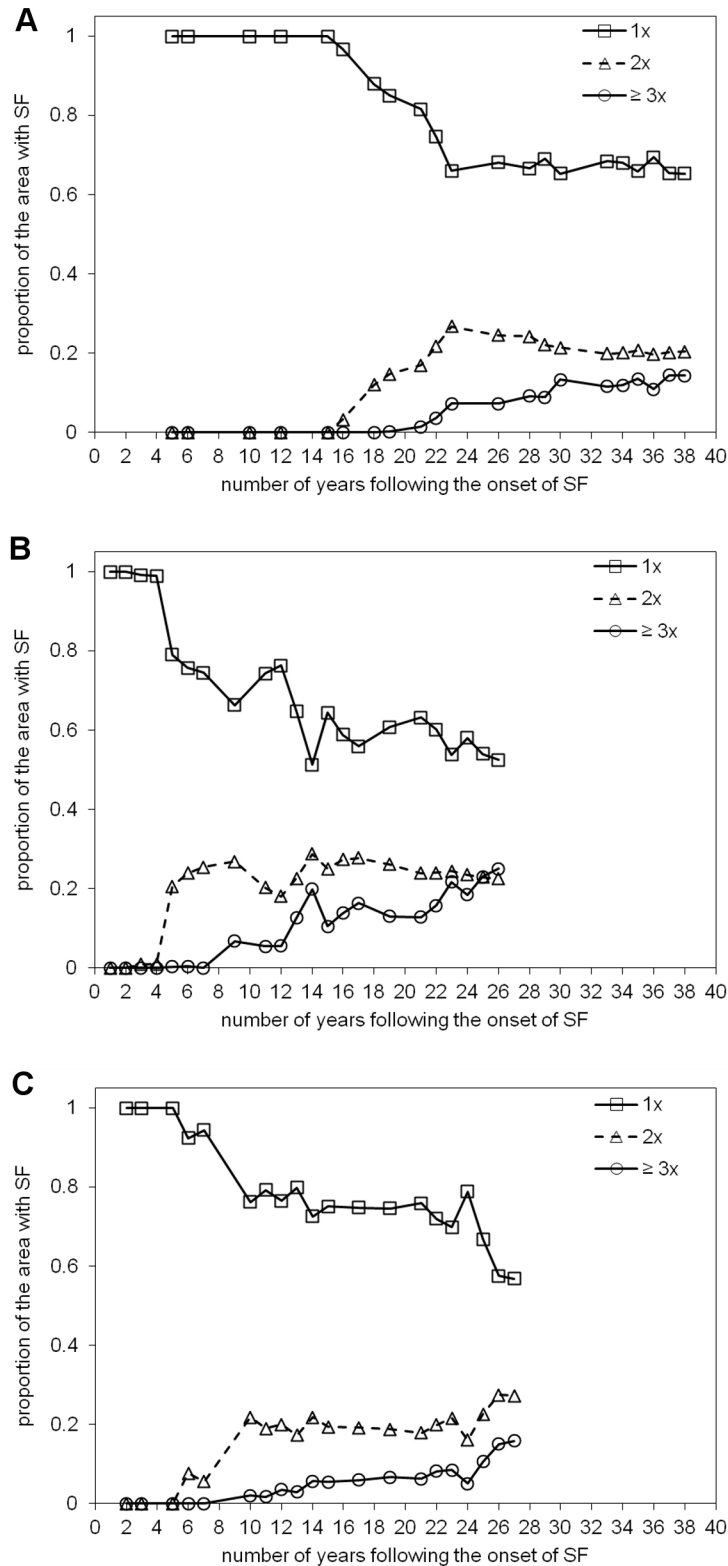 A
1
0.8
0.6
0.4
0.2
0
proportion of the area with SF
1x
2x
≥ 3x
0 2 4 6 8 10 12 14 16 18 20 22 24 26 28 30 32 34 36 38 40
number of years following the onset of SF
B
1
0.8
0.6
0.4
0.2
0
proportion of the area with SF
1x
2x
≥ 3x
0 2 4 6 8 10 12 14 16 18 20 22 24 26 28 30 32 34 36 38 40
number of years following the onset of SF
C
1
0.8
0.6
0.4
0.2
0
proportion of the area with SF
1x
2x
≥ 3x
0 2 4 6 8 10 12 14 16 18 20 22 24 26 28 30 32 34 36 38 40
number of years following the onset of SF